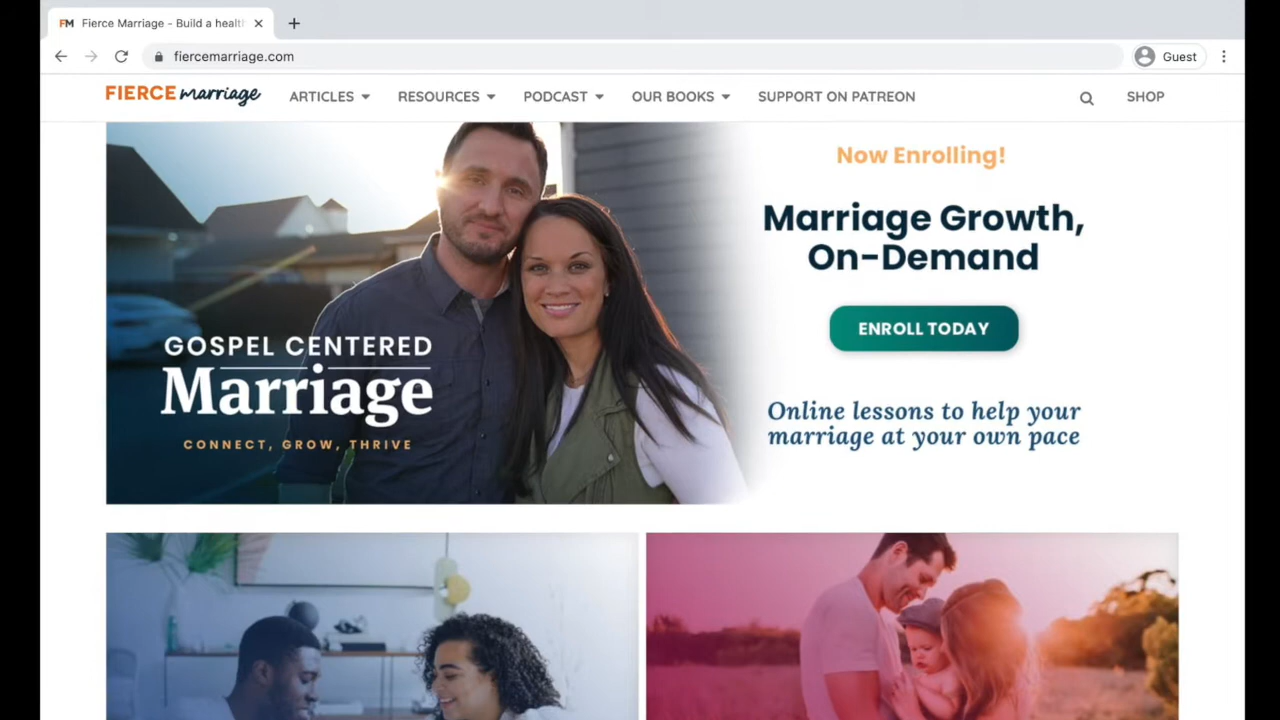 FM Fierce Marriage - Build a health
fiercemarriage.com
Guest
FIERCE marriage
ARTICLES
RESOURCES
PODCAST
OUR BOOKS
SUPPORT ON PATREON
SHOP
Now Enrolling!
Marriage Growth,
On-Demand
ENROLL TODAY
Online lessons to help your
marriage at your own pace
GOSPEL CENTERED
Marriage
CONNECT, GROW, THRIVE